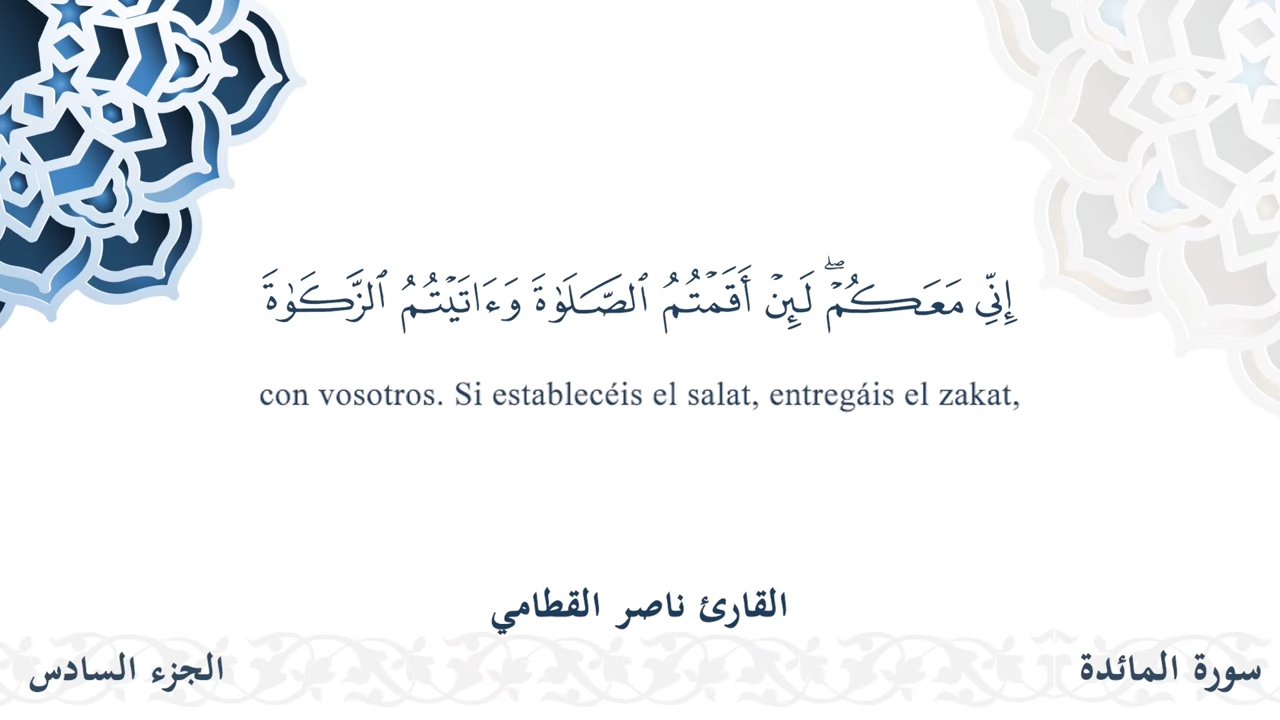 إِنِّي مَعَكُمۡۖ لَئِنۡ أَقَمۡتُمُ ٱلصَّلَوٰةَ وَءَاتَيۡتُمُ ٱلزَّكَوٰةَ
con vosotros. Si establecéis el salat, entregáis el zakat,
القارئ ناصر القطامي
سورة المائدة
الجزء السادس